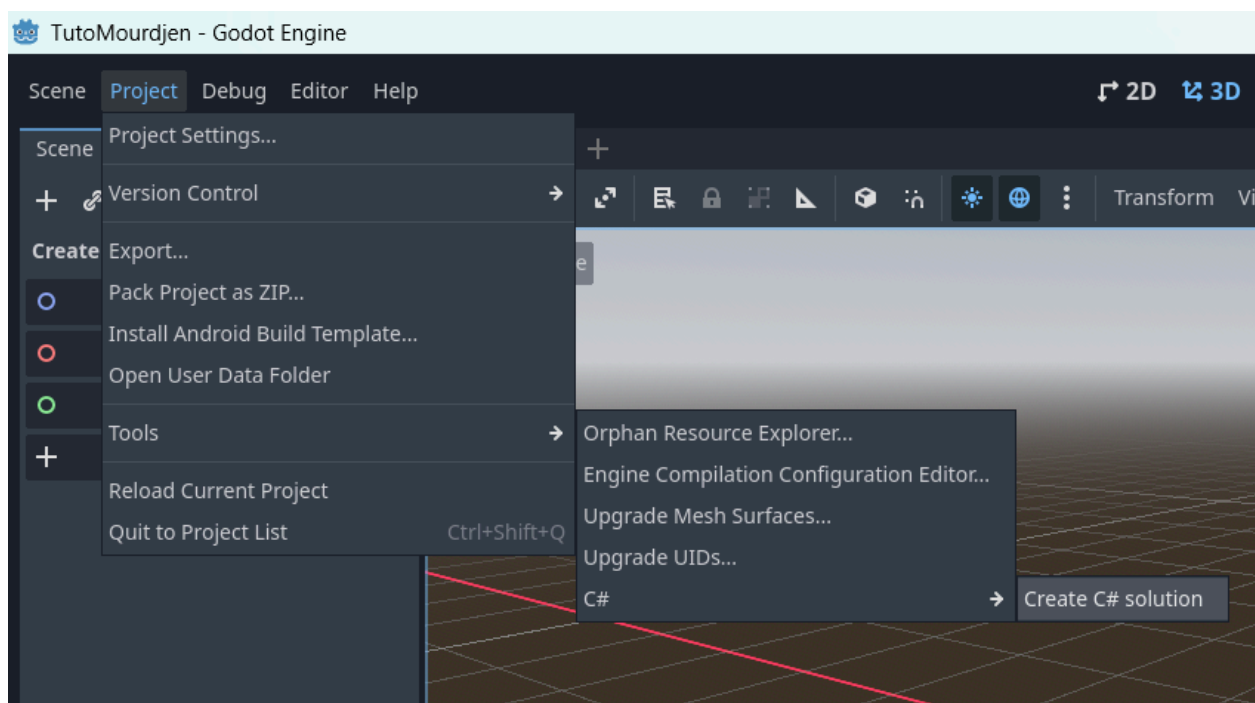 TutoMourdjen - Godot Engine
Scene Project Debug Editor Help 2D 3D
Scene
Project Settings...
Version Control
Transform
Create
Export...
Pack Project as ZIP...
Install Android Build Template...
Open User Data Folder
Tools
Orphan Resource Explorer...
Engine Compilation Configuration Editor...
Reload Current Project
Upgrade Mesh Surfaces...
Quit to Project List Ctrl+Shift+Q
Upgrade UIDs...
C#
Create C# solution